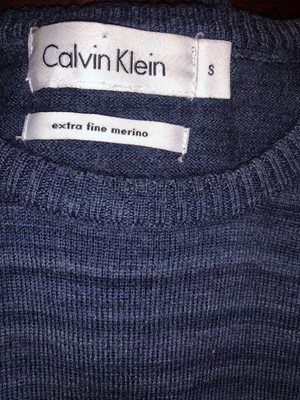 Calvin Klein
S
extra fine merino